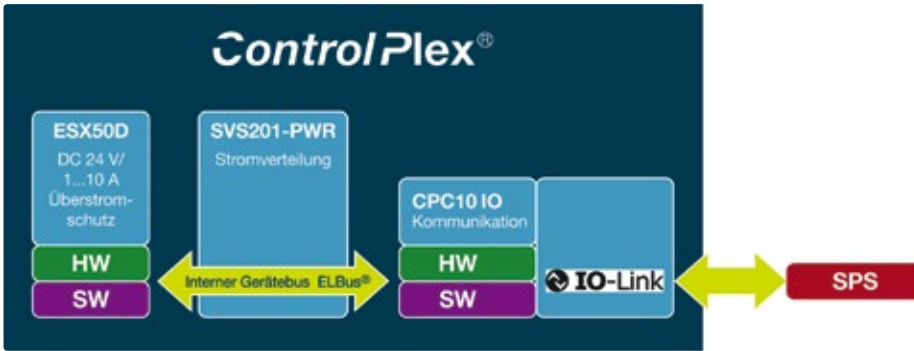 ControlPlex®
ESX50D
DC 24 V/
1...10 A
Überstrom-
schutz
HW
SW
SVS201-PWR
Stromverteilung
Interner Gerätebus ELBus®
CPC10 IO
Kommunikation
HW
SW
IO-Link
SPS